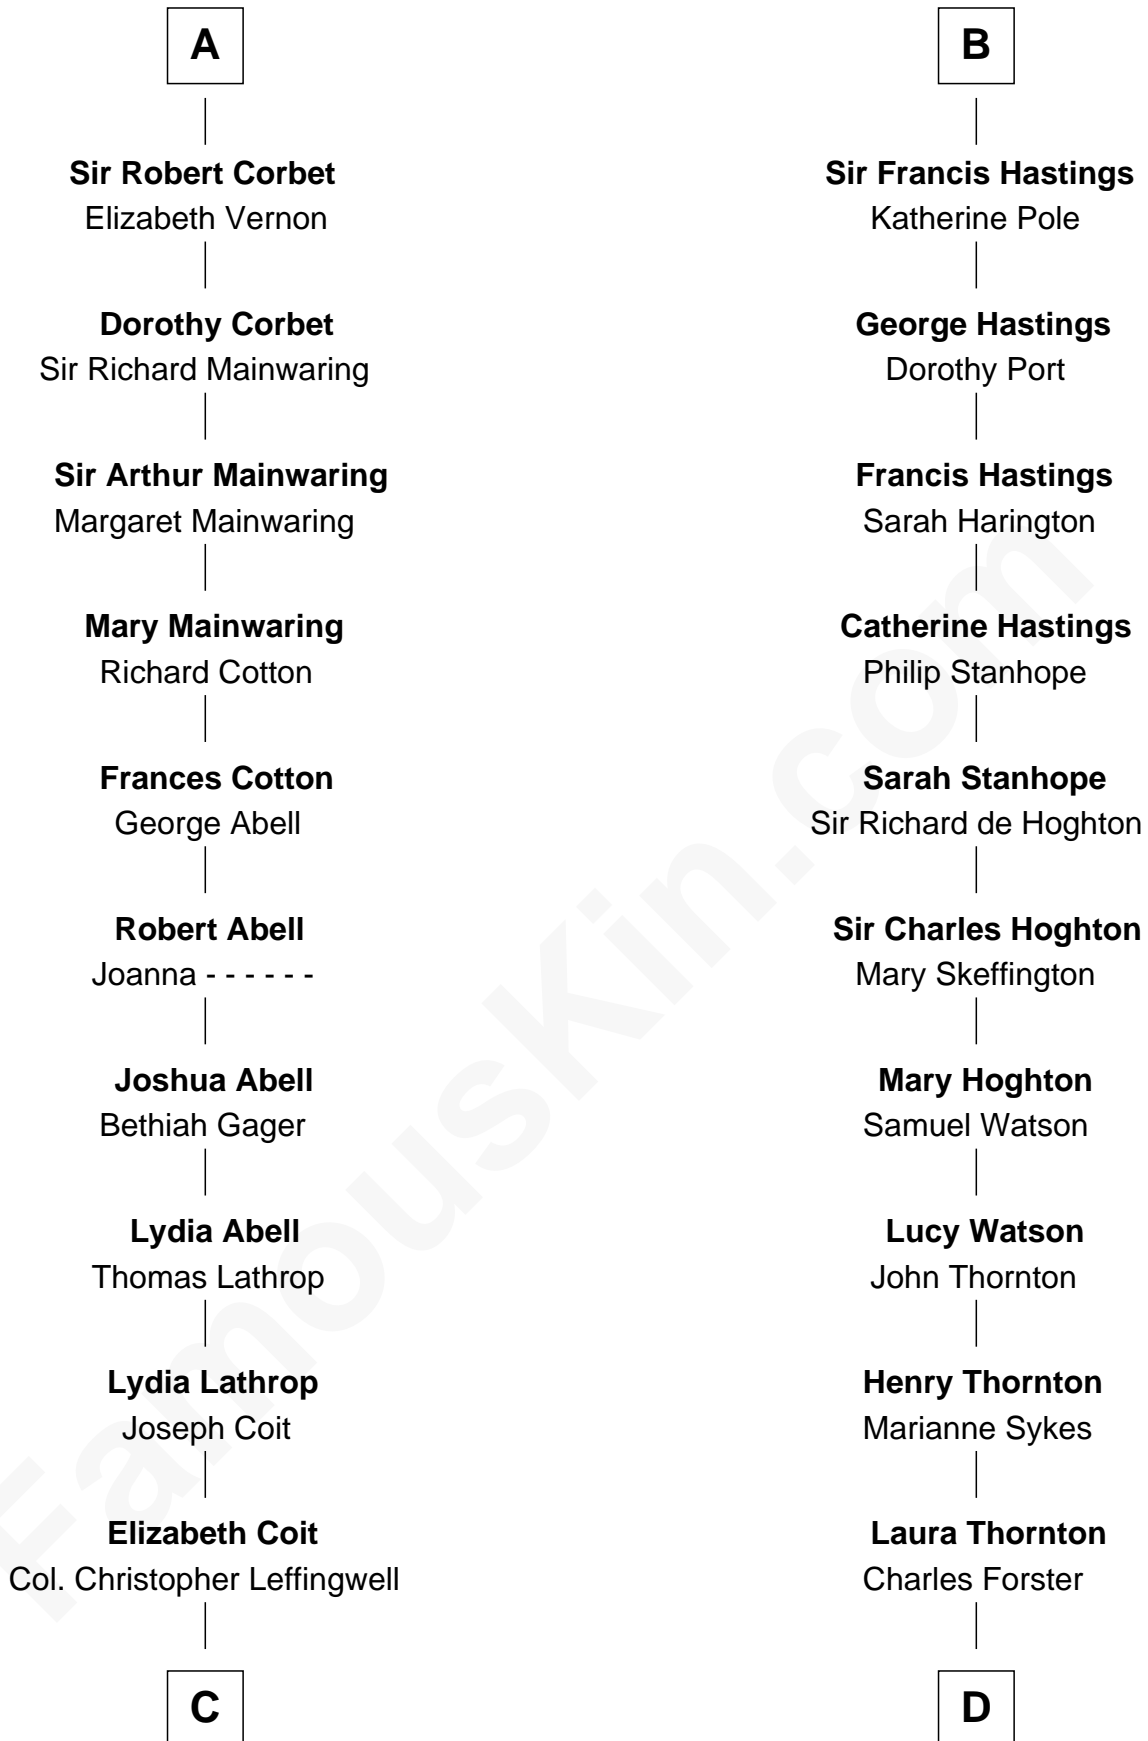 A
Sir Robert Corbet
Elizabeth Vernon
Dorothy Corbet
Sir Richard Mainwaring
Sir Arthur Mainwaring
Margaret Mainwaring
Mary Mainwaring
Richard Cotton
Frances Cotton
George Abell
Robert Abell
Joanna - - - - - -
Joshua Abell
Bethiah Gager
Lydia Abell
Thomas Lathrop
Lydia Lathrop
Joseph Coit
Elizabeth Coit
Col. Christopher Leffingwell
C
B
Sir Francis Hastings
Katherine Pole
George Hastings
Dorothy Port
Francis Hastings
Sarah Harington
Catherine Hastings
Philip Stanhope
Sarah Stanhope
Sir Richard de Hoghton
Sir Charles Hoghton
Mary Skeffington
Mary Hoghton
Samuel Watson
Lucy Watson
John Thornton
Henry Thornton
Marianne Sykes
Laura Thornton
Charles Forster
D
FamousKin.com